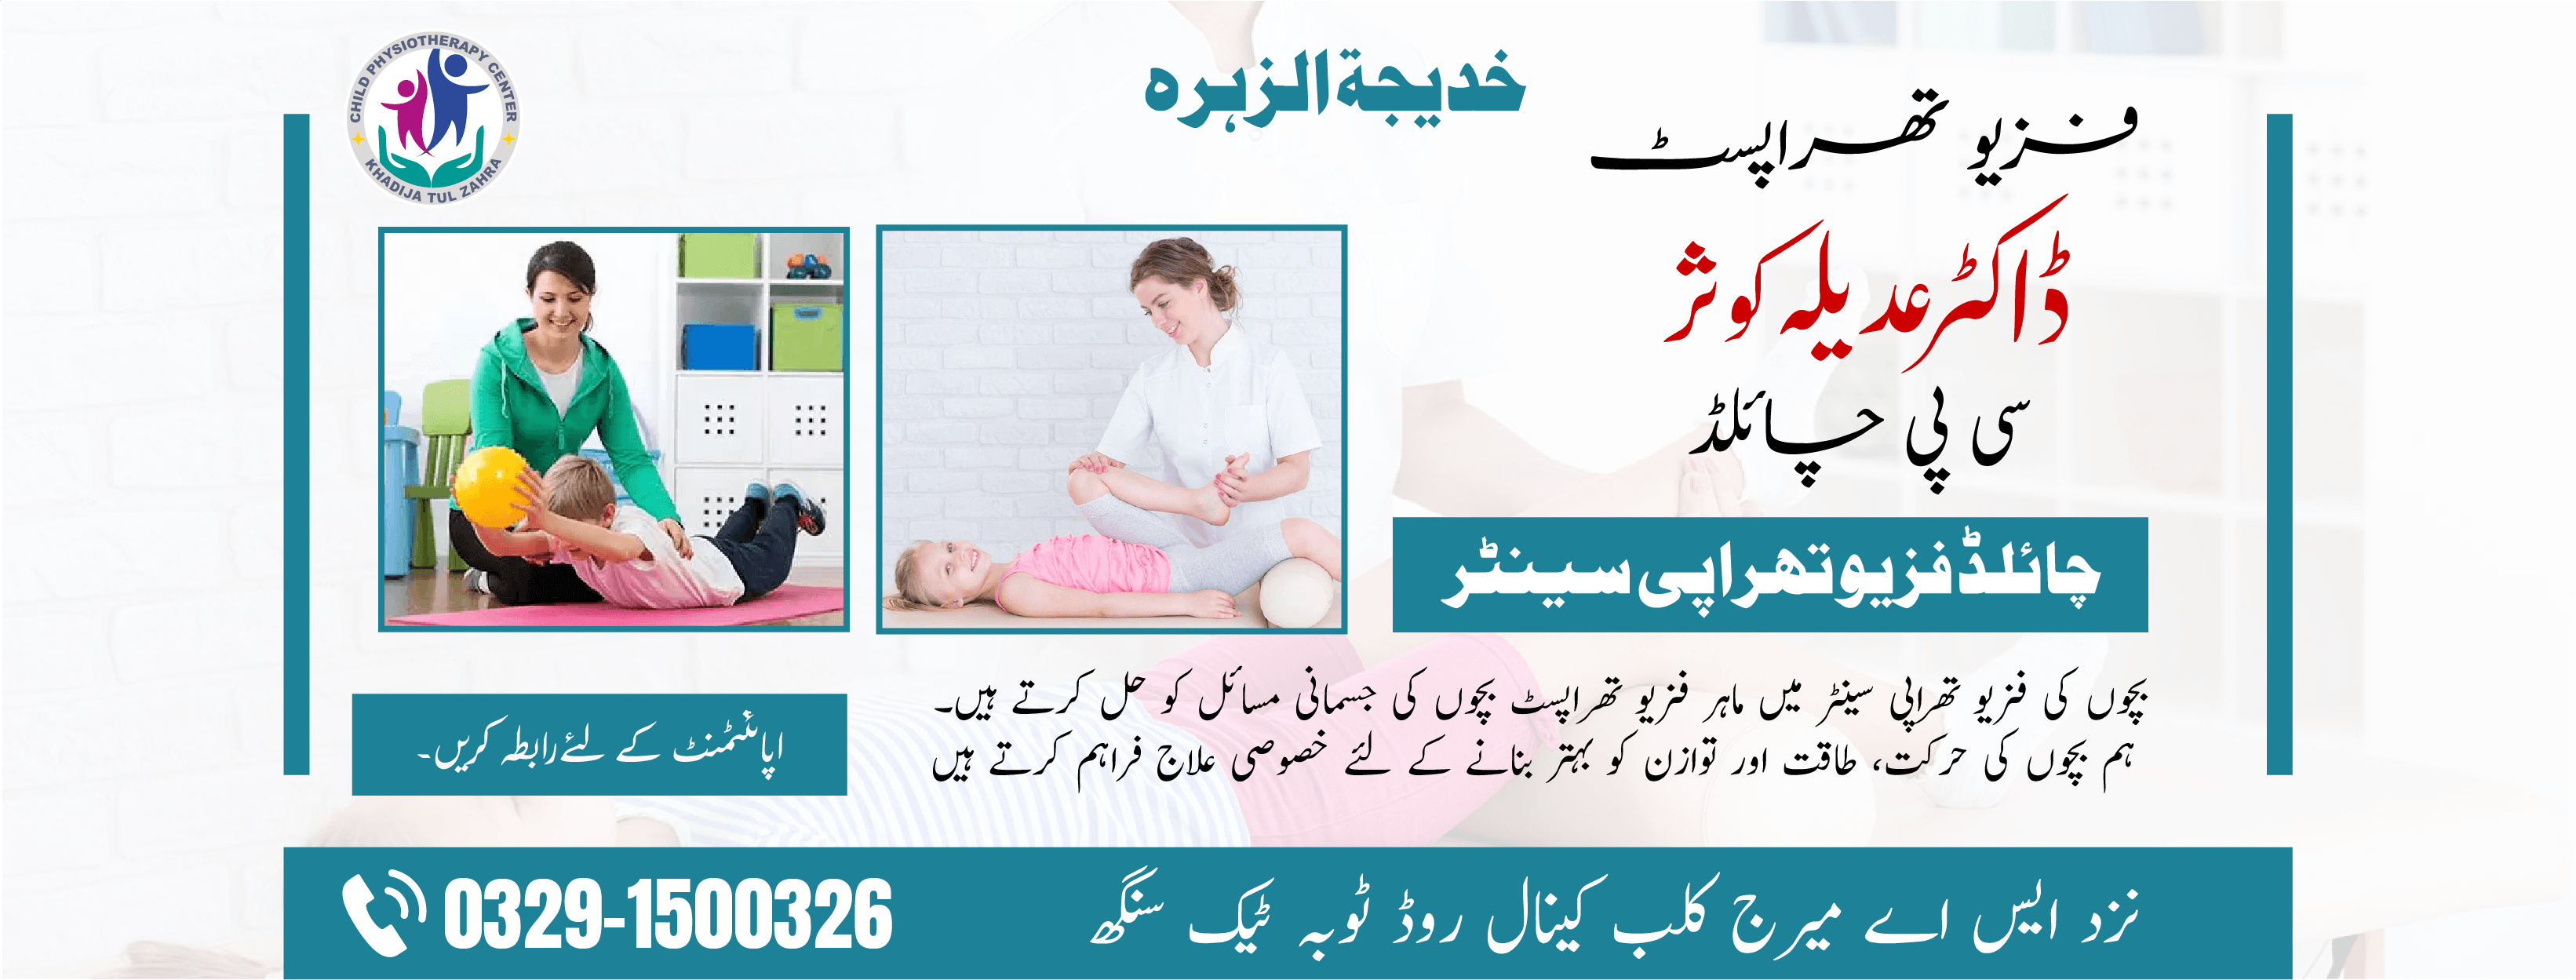 CHILD PHYSIOTHERAPY CENTER
KHADIJA TUL ZAHRA
خدیجۃ الزہرہ
فزیو تھراپسٹ
ڈاکٹر عدیلہ کوثر
سی پی چائلڈ
چائلڈ فزیو تھراپی سینٹر
بچوں کی فزیو تھراپی سینٹر میں ماہر فزیو تھراپسٹ بچوں کی جسمانی مسائل کو حل کرتے ہیں۔
ہم بچوں کی حرکت، طاقت اور توازن کو بہتر بنانے کے لئے خصوصی علاج فراہم کرتے ہیں
اپائنٹمنٹ کے لئے رابطہ کریں۔
نزد ایس اے میرج کلب کینال روڈ ٹوبہ ٹیک سنگھ
0329-1500326